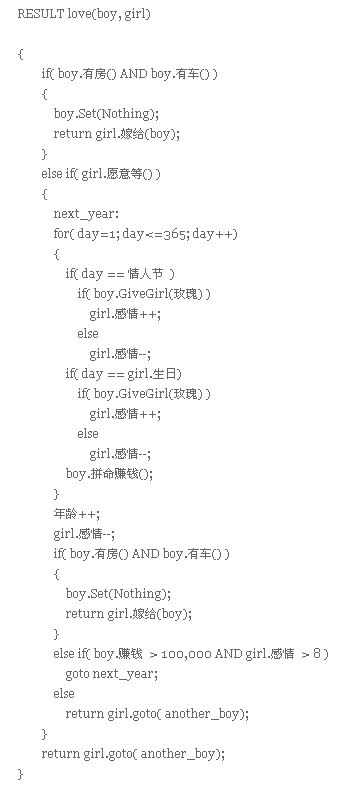 RESULT love(boy, girl)
{
if( boy.有房() AND boy.有车() )
{
boy.Set(Nothing);
return girl.嫁给(boy);
}
else if( girl.愿意等() )
{
next_year:
for( day=1; day<=365; day++)
{
if( day == 情人节 )
if( boy.GiveGirl(玫瑰) )
girl.感情++;
else
girl.感情--;
if( day == girl.生日)
if( boy.GiveGirl(玫瑰) )
girl.感情++;
else
girl.感情--;
boy.拼命赚钱();
}
年龄++;
girl.感情--;
if( boy.有房() AND boy.有车() )
{
boy.Set(Nothing);
return girl.嫁给(boy);
}
else if( boy.赚钱 > 100,000 AND girl.感情 > 8 )
goto next_year;
else
return girl.goto( another_boy);
}
return girl.goto( another_boy);
}